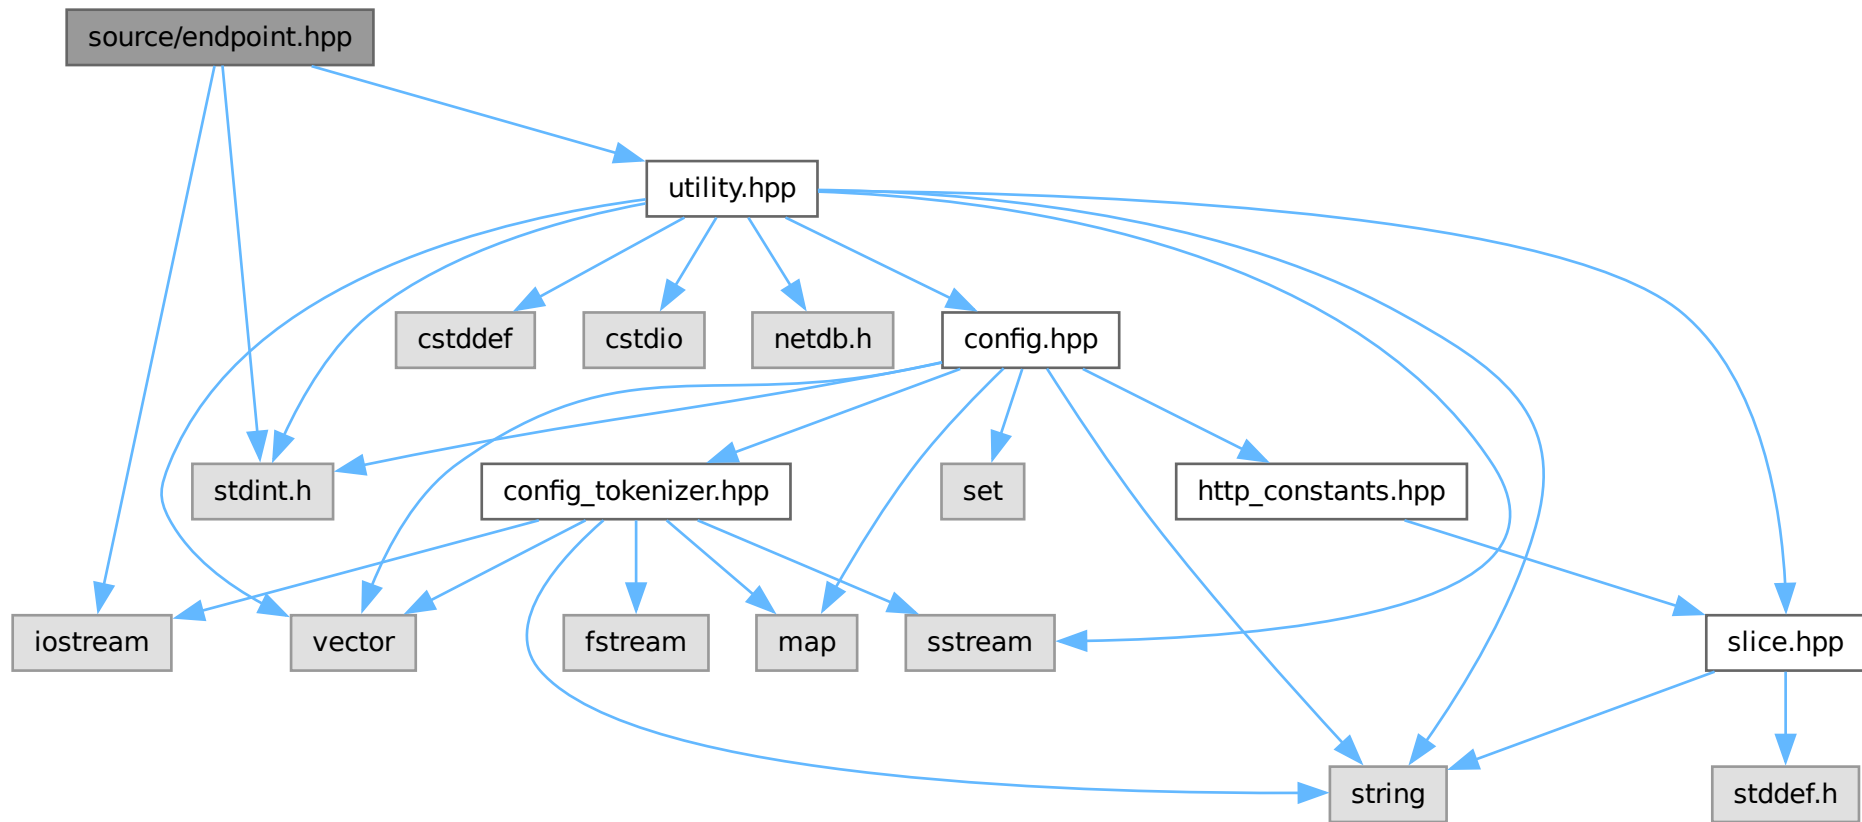 source/endpoint.hpp
utility.hpp
cstddef
cstdio
netdb.h
config.hpp
stdint.h
config_tokenizer.hpp
set
http_constants.hpp
iostream
vector
fstream
map
sstream
slice.hpp
string
stddef.h